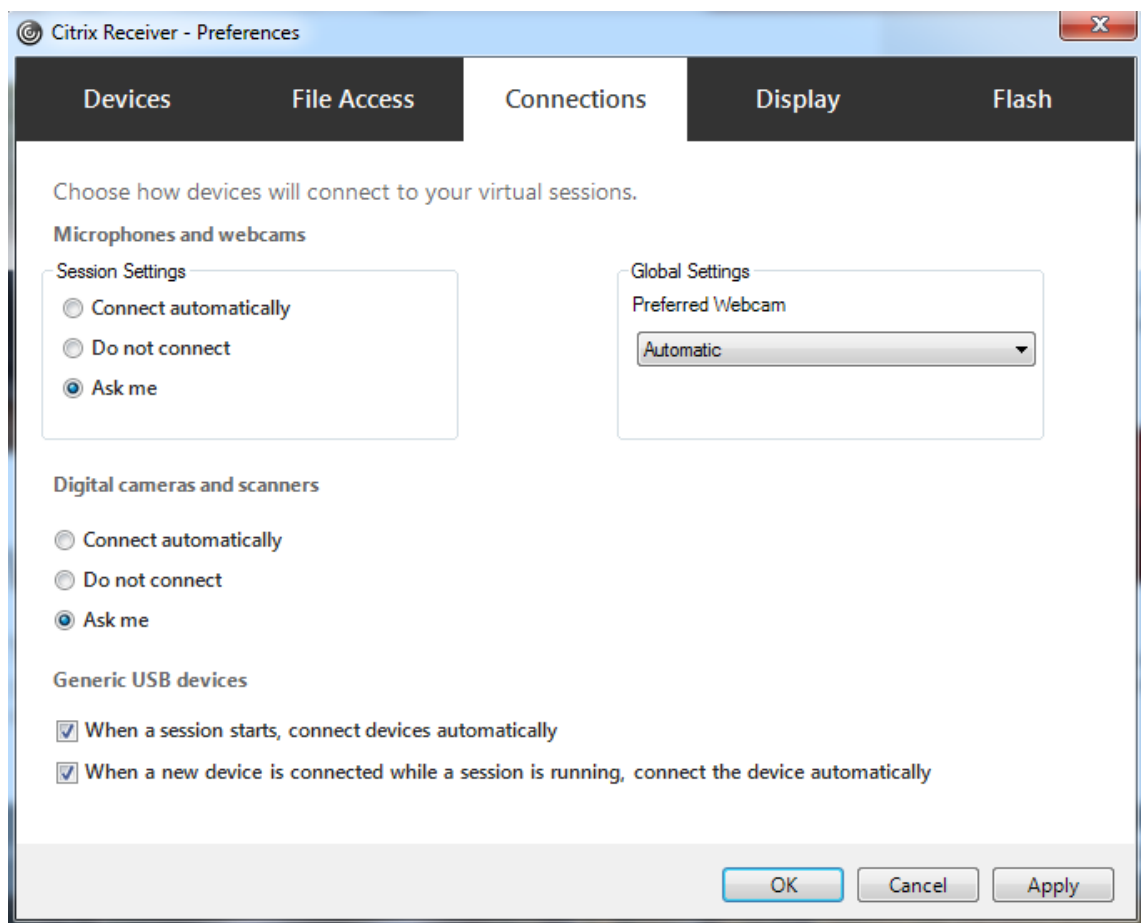 Citrix Receiver - Preferences
Devices File Access Connections Display Flash
Choose how devices will connect to your virtual sessions.
Microphones and webcams
Session Settings
Connect automatically
Do not connect
Ask me
Global Settings
Preferred Webcam
Automatic
Digital cameras and scanners
Connect automatically
Do not connect
Ask me
Generic USB devices
When a session starts, connect devices automatically
When a new device is connected while a session is running, connect the device automatically
OK Cancel Apply